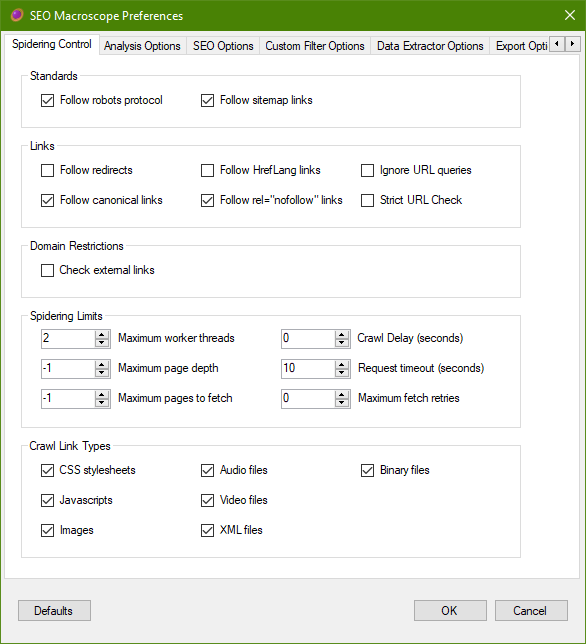 SEO Macroscope Preferences
Spidering Control Analysis Options SEO Options Custom Filter Options Data Extractor Options Export Opti
Standards
Follow robots protocol Follow sitemap links
Links
Follow redirects Follow HrefLang links Ignore URL queries
Follow canonical links Follow rel="nofollow" links Strict URL Check
Domain Restrictions
Check external links
Spidering Limits
2 Maximum worker threads 0 Crawl Delay (seconds)
-1 Maximum page depth 10 Request timeout (seconds)
-1 Maximum pages to fetch 0 Maximum fetch retries
Crawl Link Types
CSS stylesheets Audio files Binary files
Javascripts Video files
Images XML files
Defaults OK Cancel